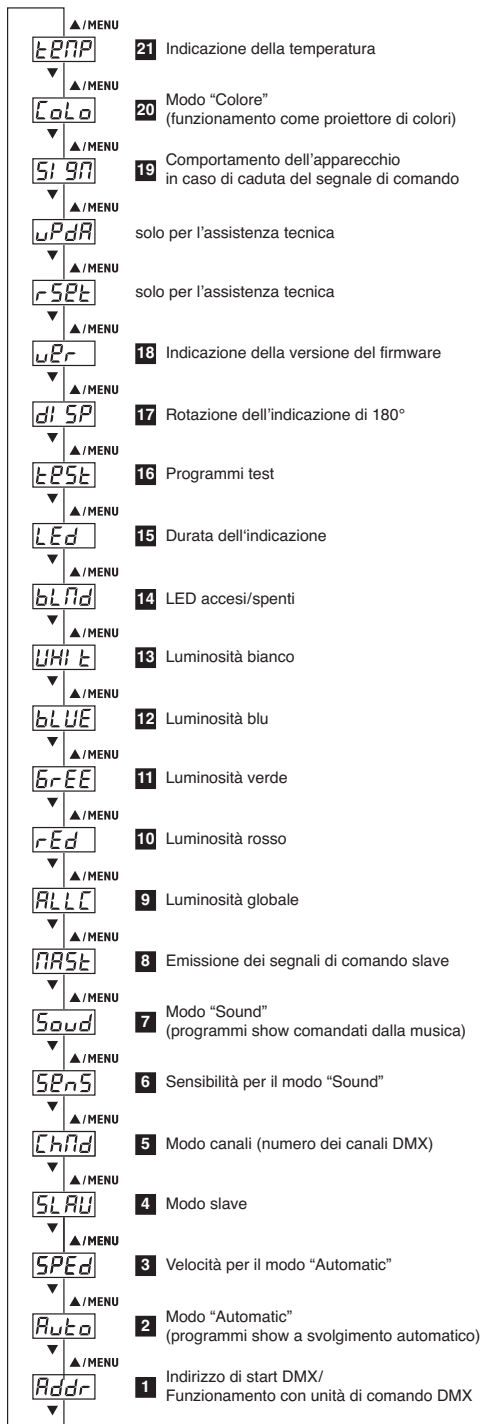 ▲/MENU
tEMP 21 Indicazione della temperatura
▼
▲/MENU
CoLo 20 Modo “Colore”
(funzionamento come proiettore di colori)
▼
▲/MENU
SIgM 19 Comportamento dell’apparecchio
in caso di caduta del segnale di comando
▼
▲/MENU
uPdA solo per l’assistenza tecnica
▼
▲/MENU
rSEt solo per l’assistenza tecnica
▼
▲/MENU
vEr 18 Indicazione della versione del firmware
▼
▲/MENU
dISP 17 Rotazione dell’indicazione di 180°
▼
▲/MENU
tESt 16 Programmi test
▼
▲/MENU
LEd 15 Durata dell‘indicazione
▼
▲/MENU
bLMd 14 LED accesi/spenti
▼
▲/MENU
UHIt 13 Luminosità bianco
▼
▲/MENU
bLUE 12 Luminosità blu
▼
▲/MENU
GrEE 11 Luminosità verde
▼
▲/MENU
rEd 10 Luminosità rosso
▼
▲/MENU
ALLC 9 Luminosità globale
▼
▲/MENU
MASt 8 Emissione dei segnali di comando slave
▼
▲/MENU
Soud 7 Modo “Sound”
(programmi show comandati dalla musica)
▼
▲/MENU
SEnS 6 Sensibilità per il modo “Sound”
▼
▲/MENU
ChMd 5 Modo canali (numero dei canali DMX)
▼
▲/MENU
SLAU 4 Modo slave
▼
▲/MENU
SPEd 3 Velocità per il modo “Automatic”
▼
▲/MENU
Auto 2 Modo “Automatic”
(programmi show a svolgimento automatico)
▼
▲/MENU
Addr 1 Indirizzo di start DMX/
Funzionamento con unità di comando DMX
▼